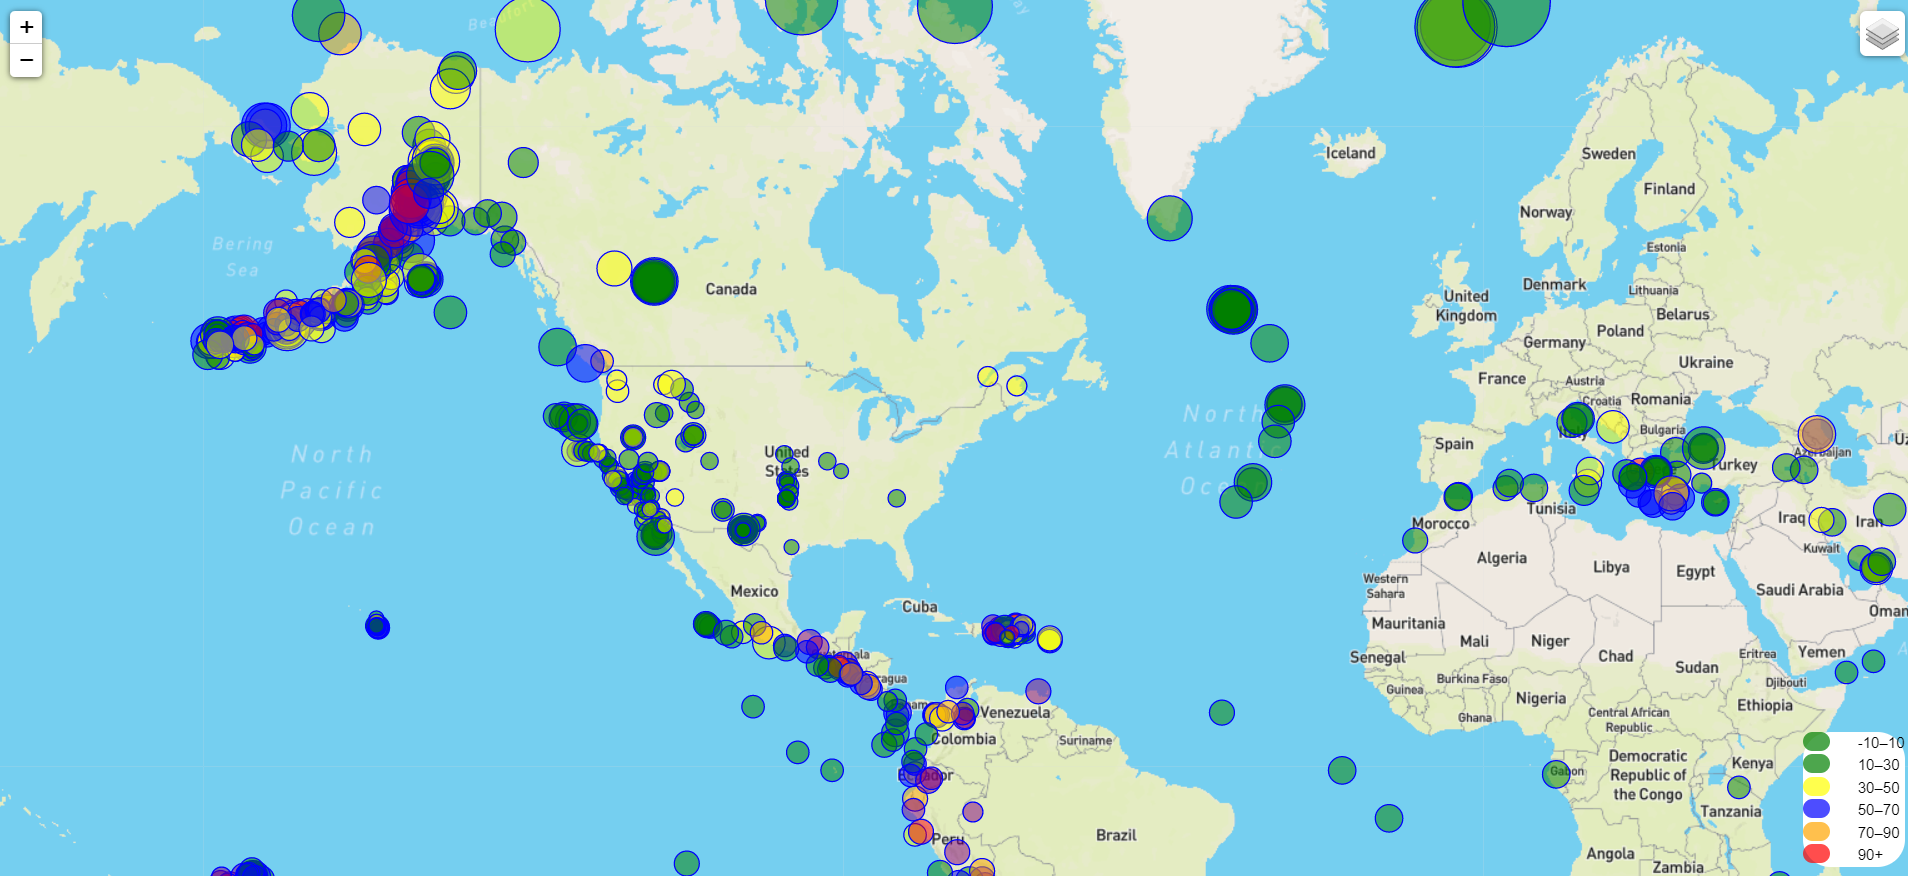 +
−
Bering
Sea
Canada
Iceland
Sweden
Finland
Norway
Estonia
Denmark
Lithuania
United
Kingdom
Belarus
Poland
Germany
Ukraine
France
Austria
Croatia
Romania
Bulgaria
Italy
Spain
Turkey
Azerbaijan
North
Pacific
Ocean
United
States
North
Atlantic
Tunisia
Morocco
Iraq
Iran
Kuwait
Algeria
Libya
Egypt
Western
Sahara
Saudi Arabia
Oman
Mexico
Cuba
Mauritania
Mali
Niger
Chad
Sudan
Eritrea
Yemen
Senegal
Guinea
Burkina Faso
Djibouti
Nigeria
Ghana
Central African
Republic
Ethiopia
Venezuela
Colombia
Suriname
Ecuador
Gabon
Democratic
Republic of
the Congo
Kenya
Tanzania
Peru
Brazil
Angola
Zambia
-10–10
10–30
30–50
50–70
70–90
90+